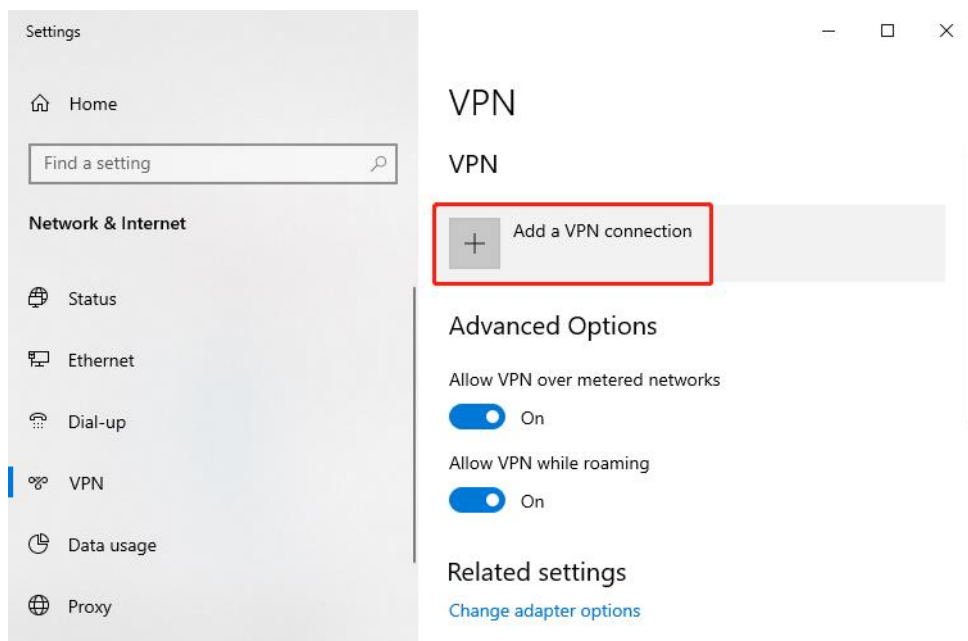 Settings
Home
Find a setting
Network & Internet
Status
Ethernet
Dial-up
VPN
Data usage
Proxy
VPN
VPN
Add a VPN connection
Advanced Options
Allow VPN over metered networks
On
Allow VPN while roaming
On
Related settings
Change adapter options